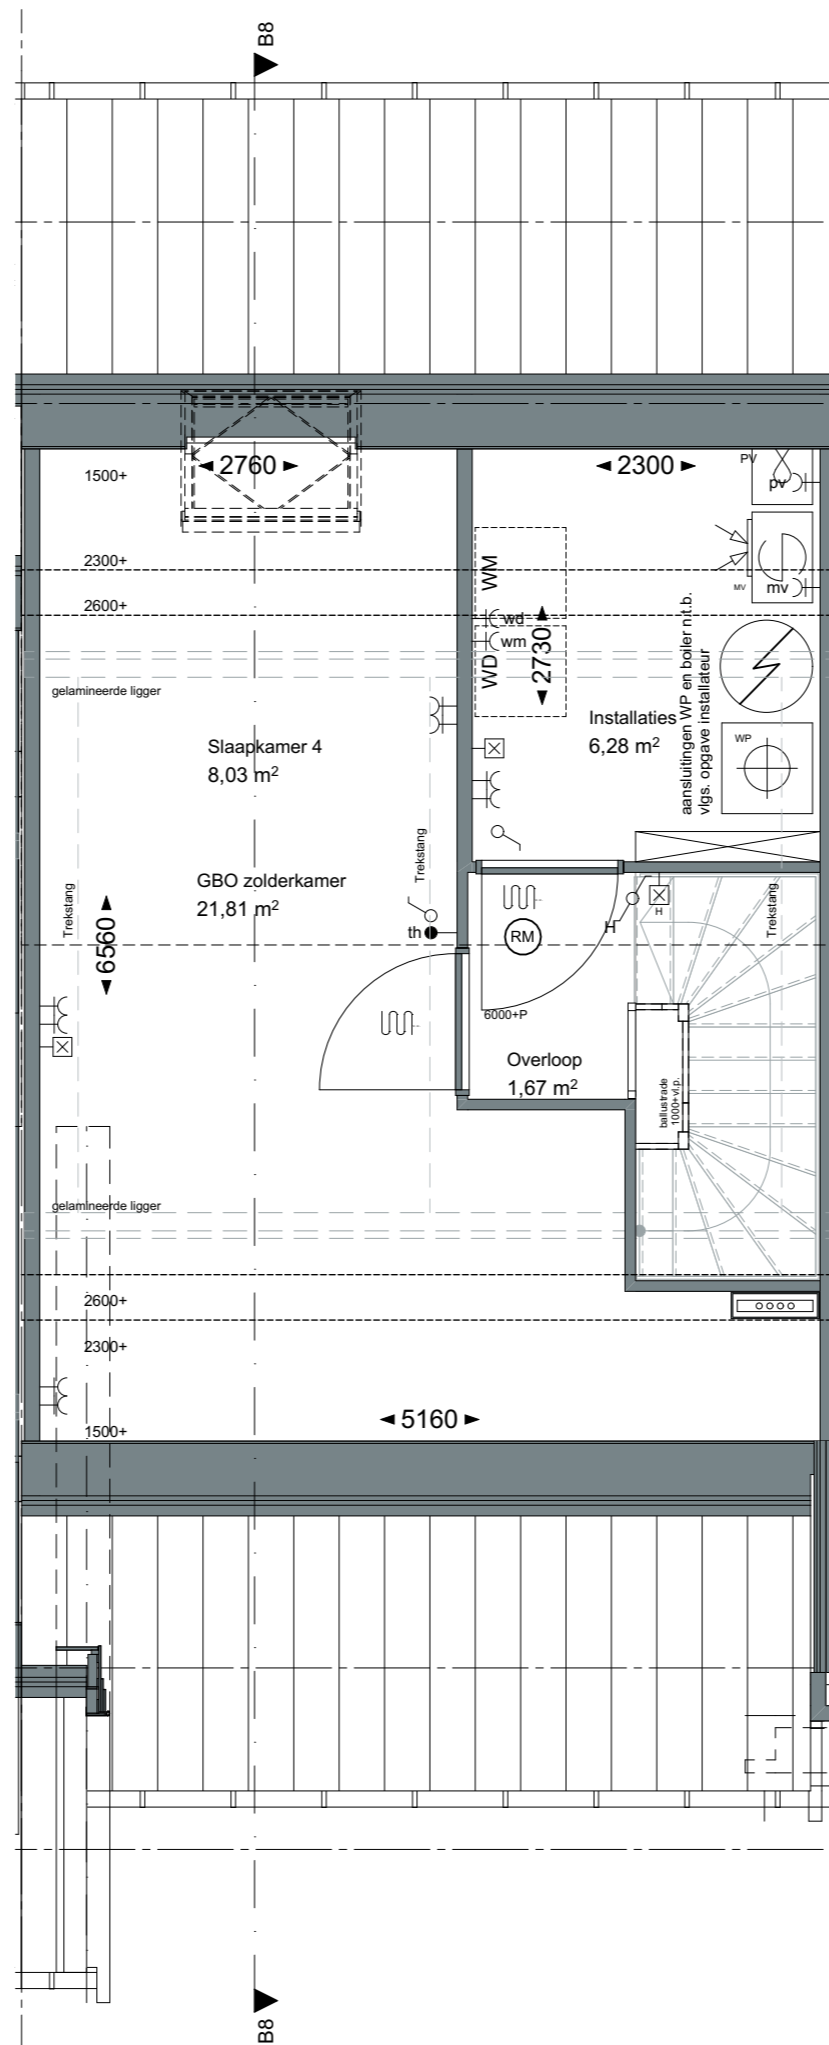 B8
1500+
2760
2300
PV
pv
2300+
MV
mv
2600+
WM
wd
wm
WD
2730
gelamineerde ligger
Installaties
6,28 m²
aansluitingen WP en boiler n.t.b.
vlgs. opgave installateur
Slaapkamer 4
8,03 m²
WP
GBO zolderkamer
21,81 m²
Trekstang
Trekstang
Trekstang
6560
th
RM
H
H
6000+P
Overloop
1,67 m²
ballustrade
1000+vl.p.
gelamineerde ligger
2600+
2300+
5160
1500+
B8